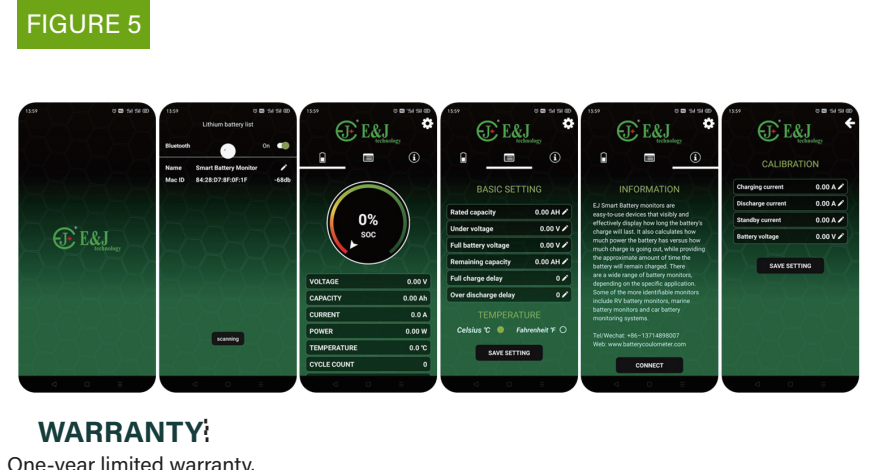 FIGURE 5
13:59
E&J
technology
13:59
Lithium battery list
Bluetooth On
Name Smart Battery Monitor
Mac ID 84:28:D7:8F:0F:1F -68db
scanning
13:59
E&J
technology
0%
SOC
VOLTAGE 0.00 V
CAPACITY 0.00 Ah
CURRENT 0.0 A
POWER 0.00 W
TEMPERATURE 0.0 ℃
CYCLE COUNT 0
13:59
E&J
technology
BASIC SETTING
Rated capacity 0.00 AH
Under voltage 0.00 V
Full battery voltage 0.00 V
Remaining capacity 0.00 AH
Full charge delay 0
Over discharge delay 0
TEMPERATURE
Celsius ℃ Fahrenheit ℉
SAVE SETTING
13:59
E&J
technology
INFORMATION
EJ Smart Battery monitors are
easy-to-use devices that visibly and
effectively display how long the battery's
charge will last. It also calculates how
much power the battery has versus how
much charge is going out, while providing
the approximate amount of time the
battery will remain charged. There
are a wide range of battery monitors,
depending on the specific application.
Some of the more identifiable monitors
include RV battery monitors, marine
battery monitors and car battery
monitoring systems.
Tel/Wechat: +86-13714898007
Web: www.batterycoulometer.com
CONNECT
13:59
E&J
technology
CALIBRATION
Charging current 0.00 A
Discharge current 0.00 A
Standby current 0.00 A
Battery voltage 0.00 V
SAVE SETTING
WARRANTY:
One-year limited warranty.